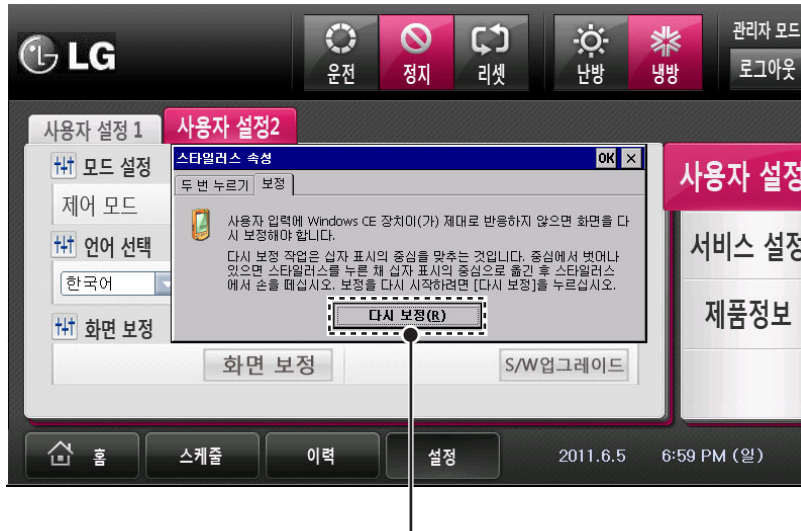 LG
운전
정지
리셋
난방
냉방
관리자 모드
로그아웃
사용자 설정 1
사용자 설정2
모드 설정
제어 모드
언어 선택
한국어
화면 보정
화면 보정
S/W업그레이드
스타일러스 속성
OK ×
두 번 누르기
보정
사용자 입력에 Windows CE 장치이(가) 제대로 반응하지 않으면 화면을 다
시 보정해야 합니다.
다시 보정 작업은 십자 표시의 중심을 맞추는 것입니다. 중심에서 벗어나
있으면 스타일러스를 누른 채 십자 표시의 중심으로 옮긴 후 스타일러스
에서 손을 떼십시오. 보정을 다시 시작하려면 [다시 보정]을 누르십시오.
다시 보정(R)
사용자 설정
서비스 설정
제품정보
홈
스케줄
이력
설정
2011.6.5
6:59 PM (일)